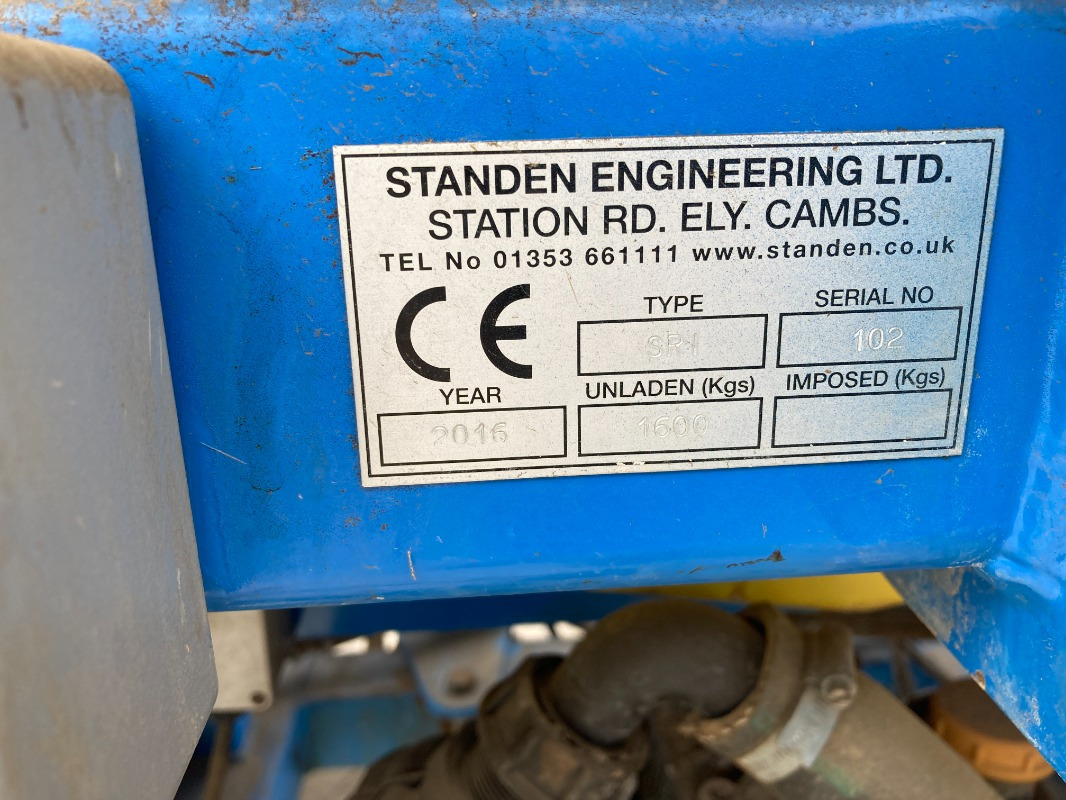 STANDEN ENGINEERING LTD.
STATION RD. ELY. CAMBS.
TEL No 01353 661111 www.standen.co.uk
CE
TYPE SERIAL NO
102
YEAR UNLADEN (Kgs) IMPOSED (Kgs)
2016 1600